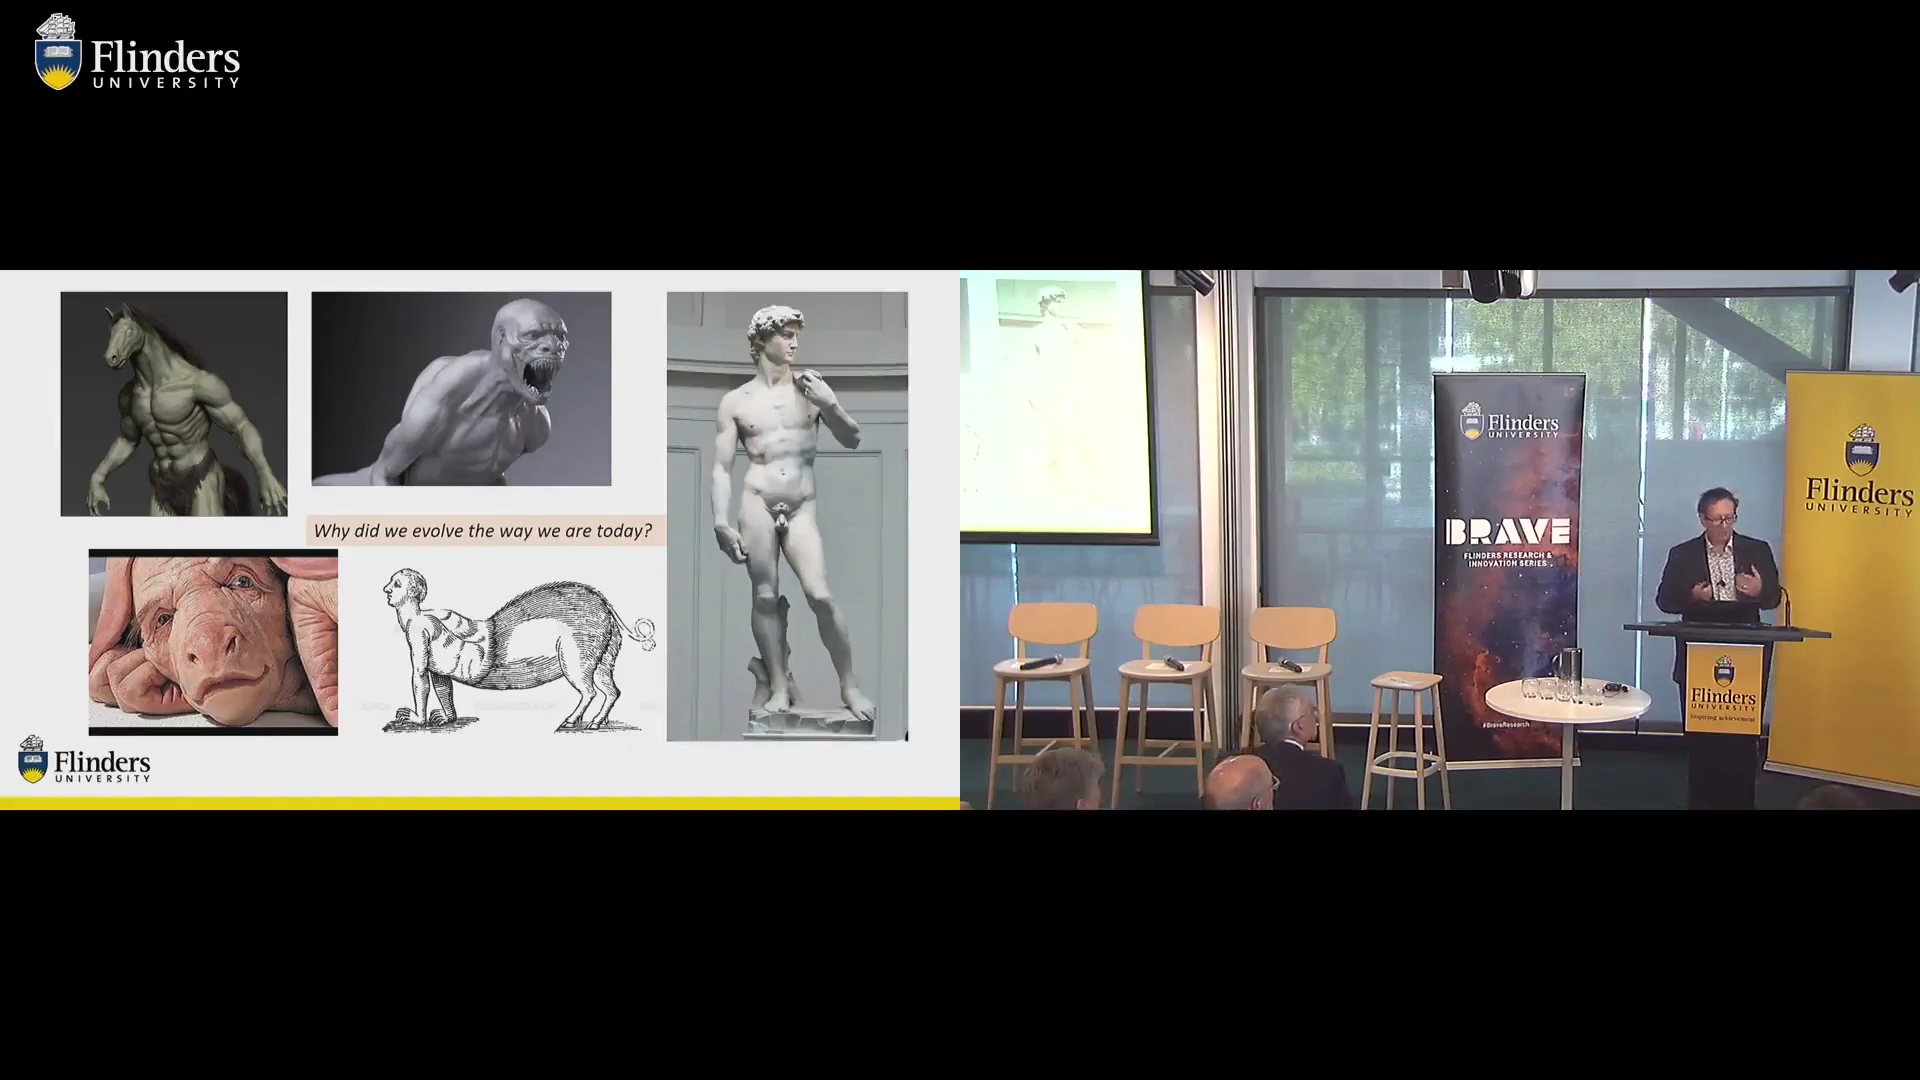 Flinders
UNIVERSITY
Why did we evolve the way we are today?
Flinders
UNIVERSITY
Flinders
UNIVERSITY
BRAVE
FLINDERS RESEARCH &
INNOVATION SERIES
#BraveResearch
Flinders
UNIVERSITY
Flinders
UNIVERSITY
inspiring achievement